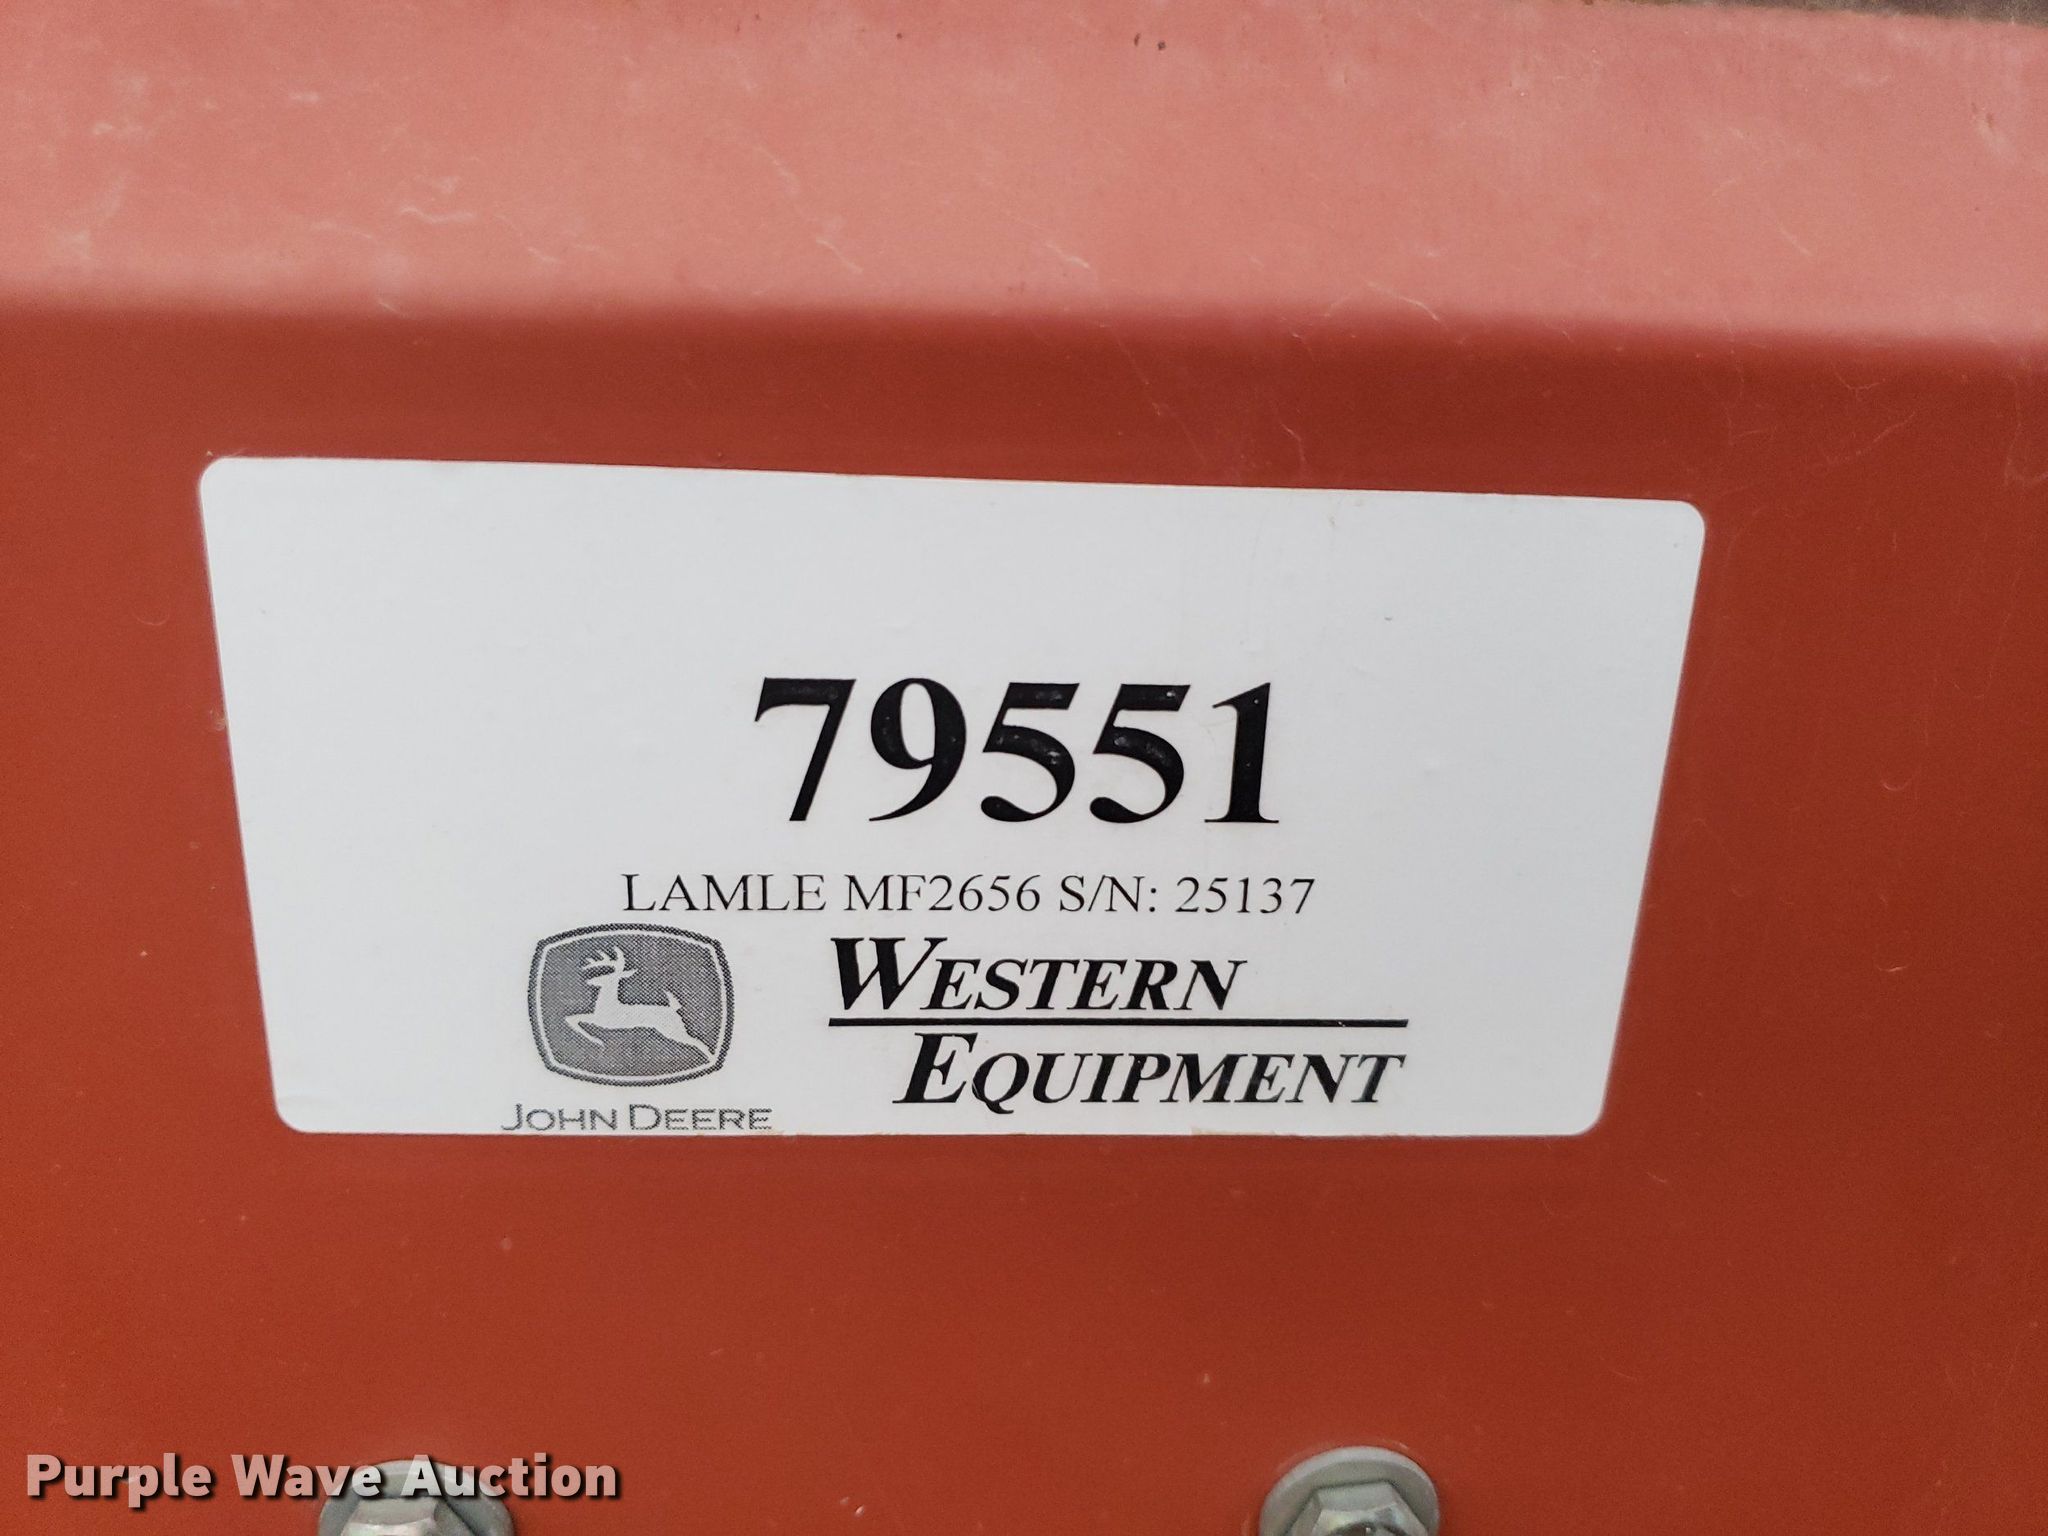 79551
LAMLE MF2656 S/N: 25137
WESTERN
EQUIPMENT
JOHN DEERE
Purple Wave Auction